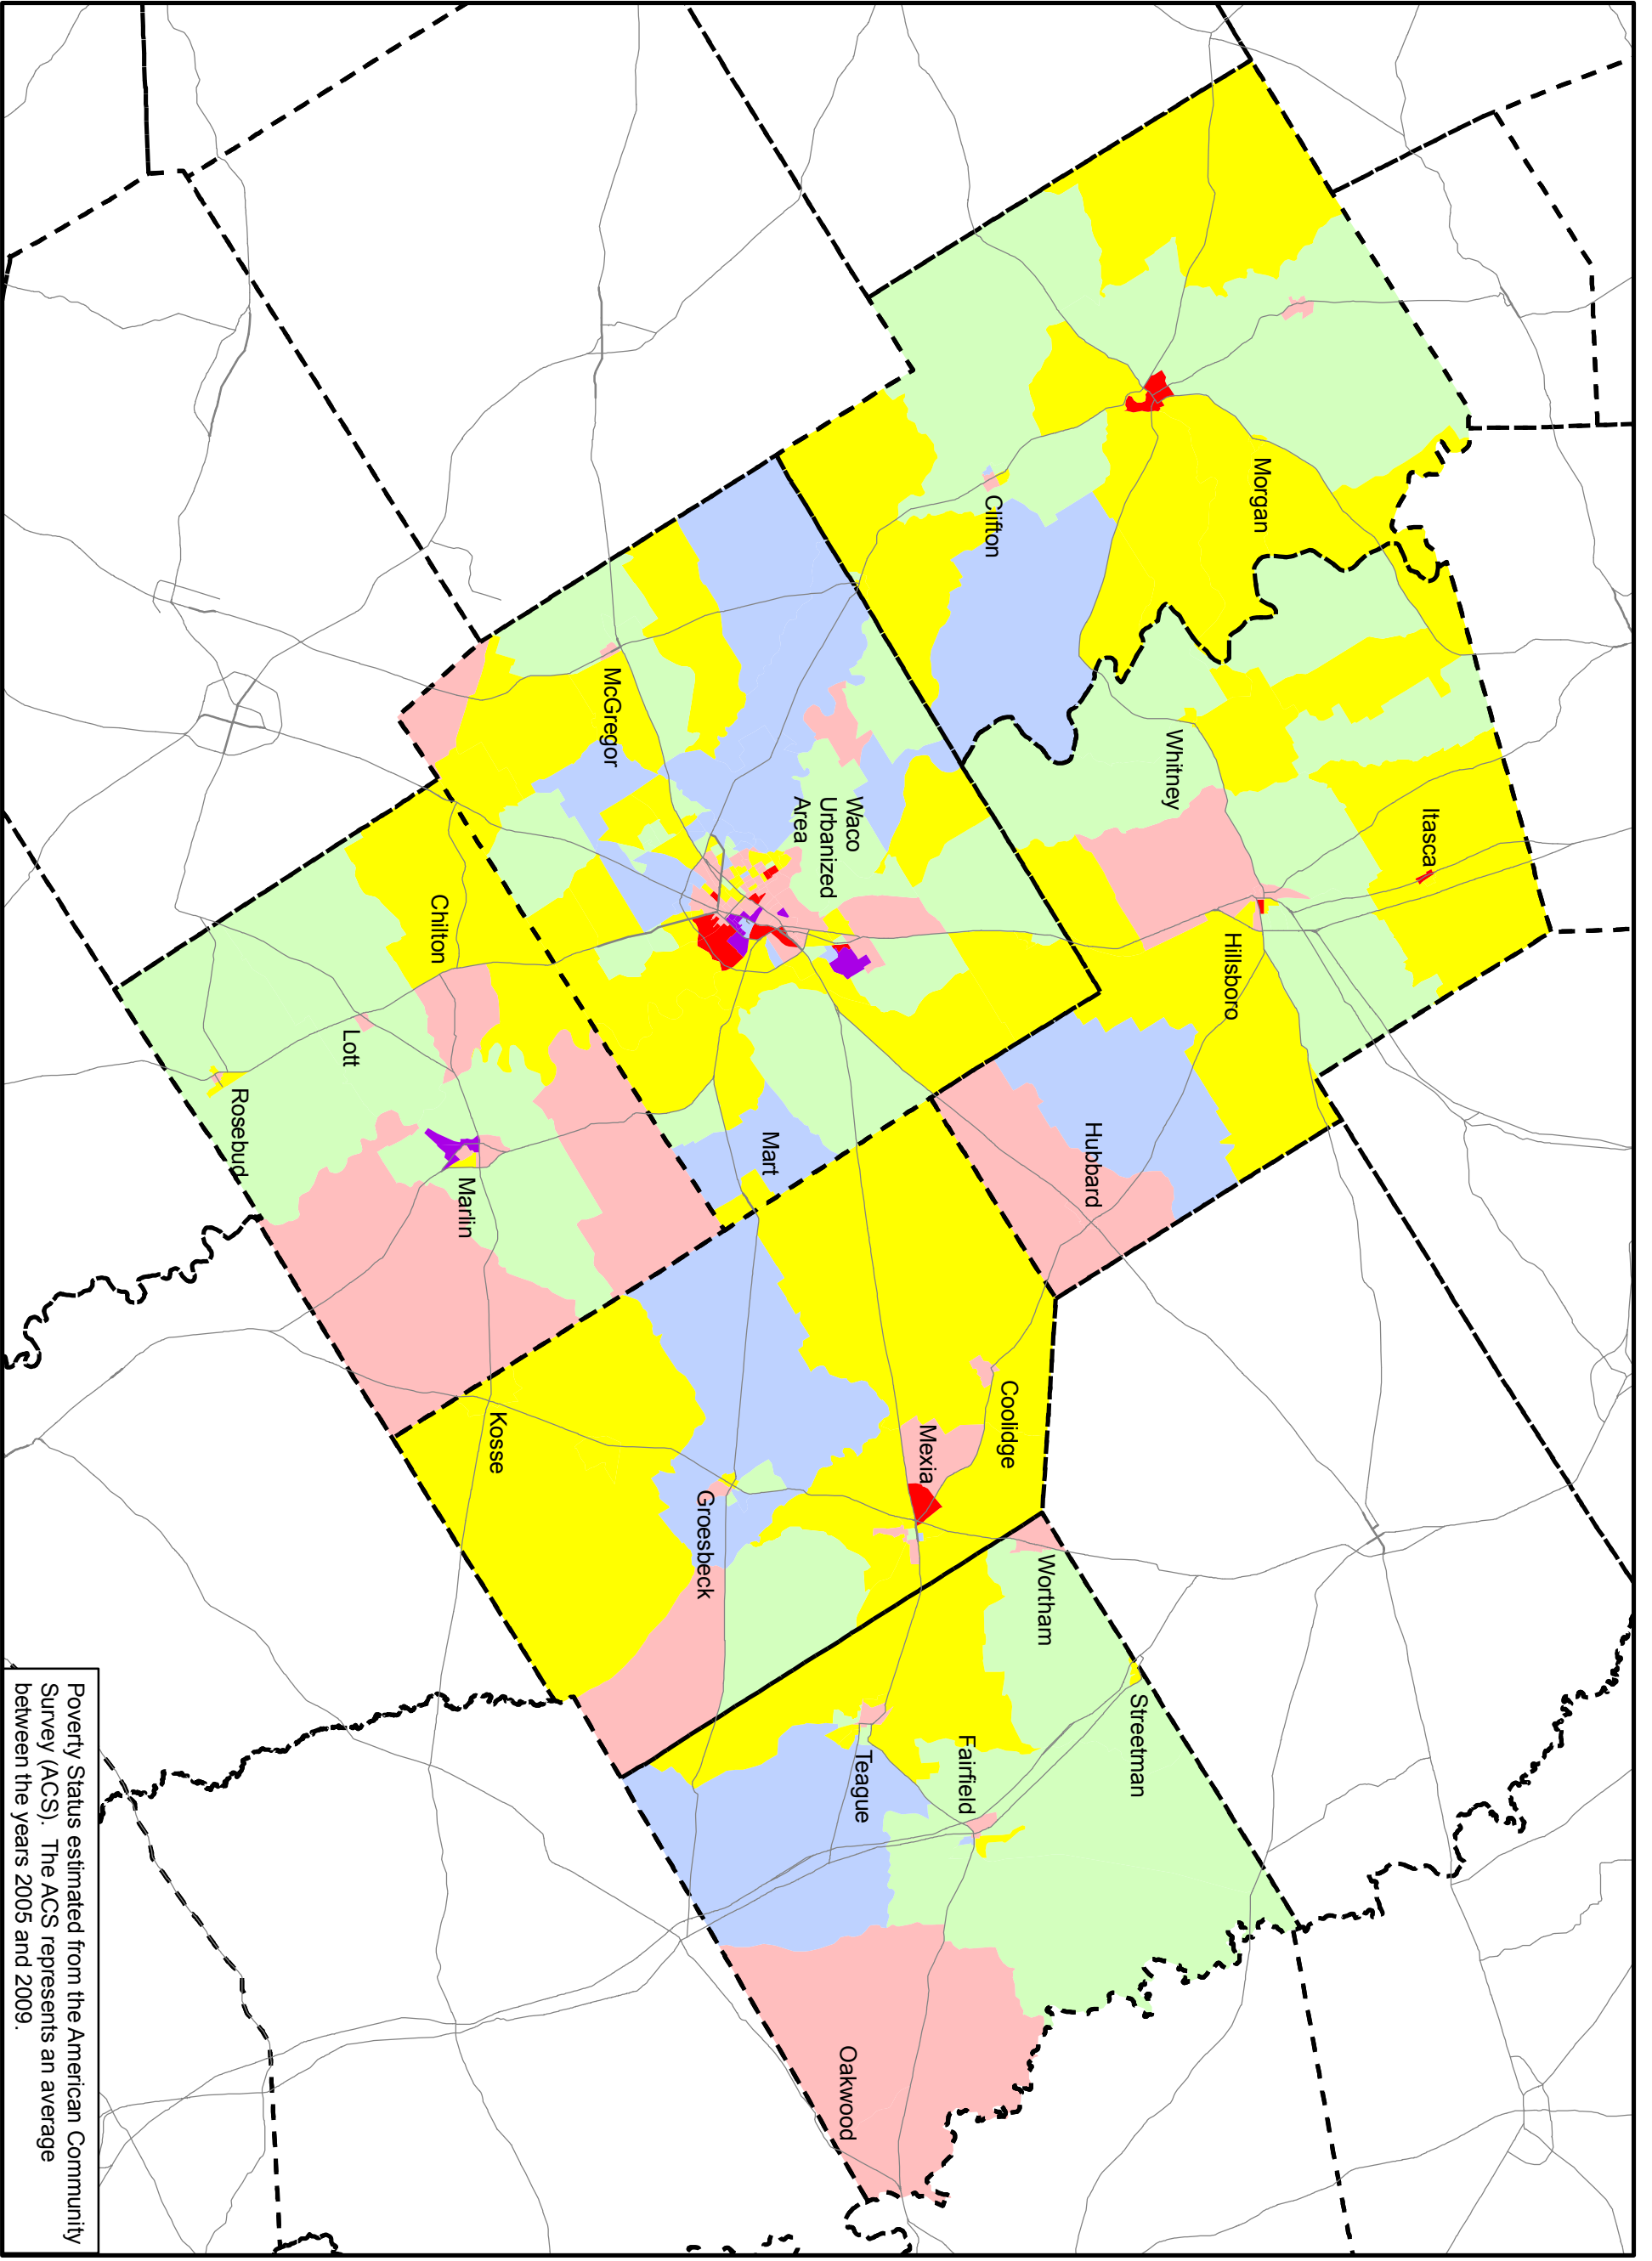 Morgan
Clifton
Itasca
Whitney
Hillsboro
Hubbard
McGregor
Waco
Urbanized
Area
Mart
Chilton
Lott
Rosebud
Marlin
Coolidge
Mexia
Kosse
Groesbeck
Wortham
Streetman
Fairfield
Teague
Oakwood
Poverty Status estimated from the American Community
Survey (ACS).  The ACS represents an average
between the years 2005 and 2009.